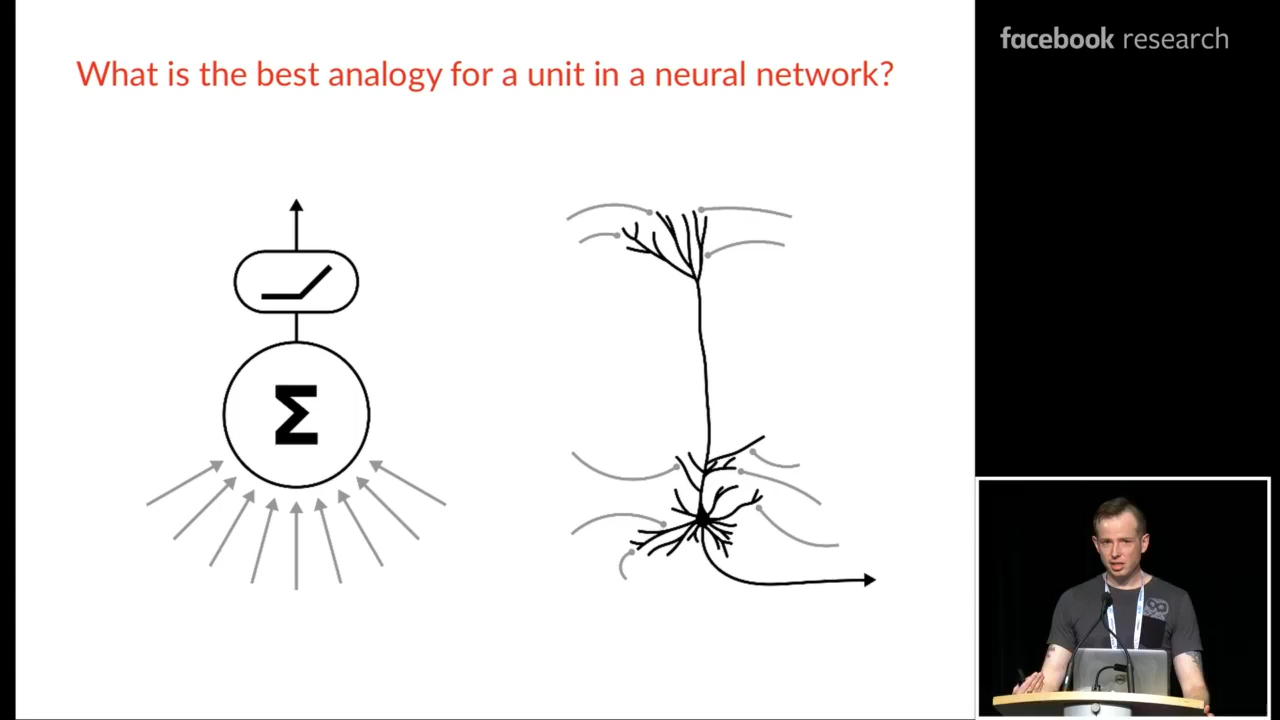 What is the best analogy for a unit in a neural network?
facebook research
Σ